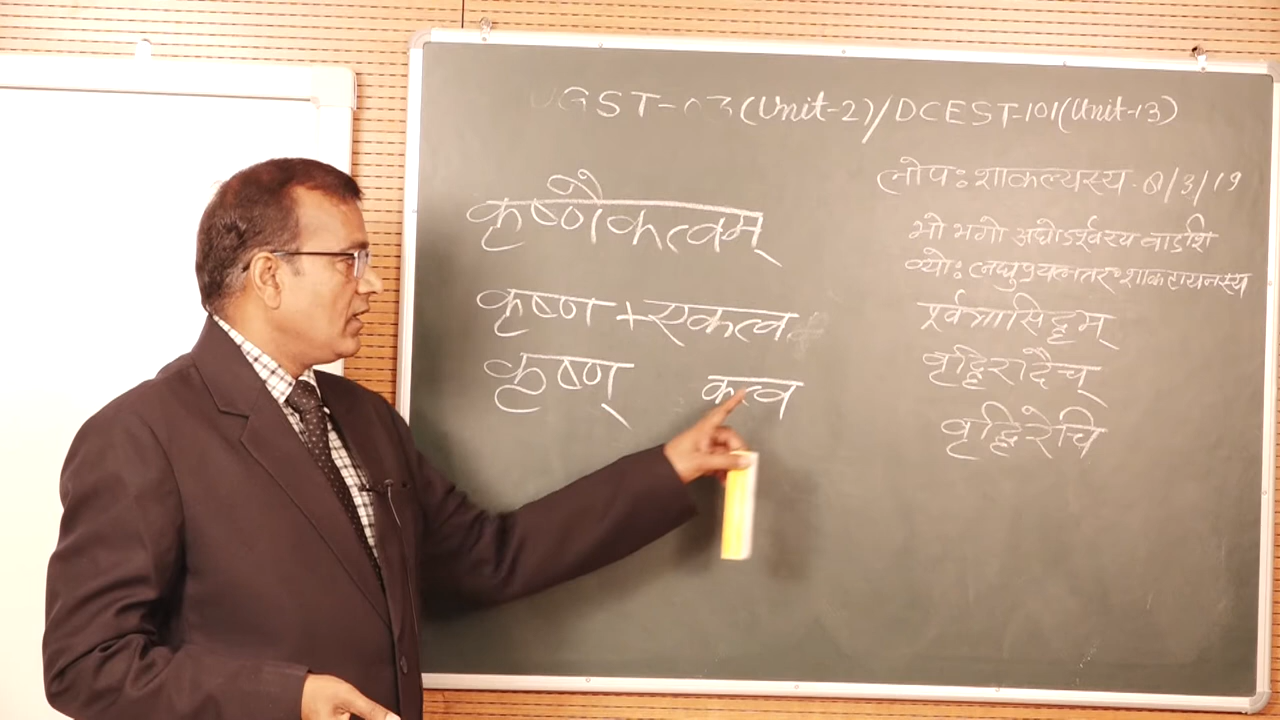 UGST-03(Unit-2)/DCEST-101(Unit-13)
कृष्णैकत्वम्
कृष्ण + एकत्व
कृष्ण् कत्व
लोपः शाकल्यस्य - 8/3/19
भो भगो अघोऽपूर्वस्य योऽशि
व्योः लघुप्रयत्नतरः शाकटायनस्य
पूर्वत्रासिद्धम्
वृद्धिरादैच्
वृद्धिरेचि